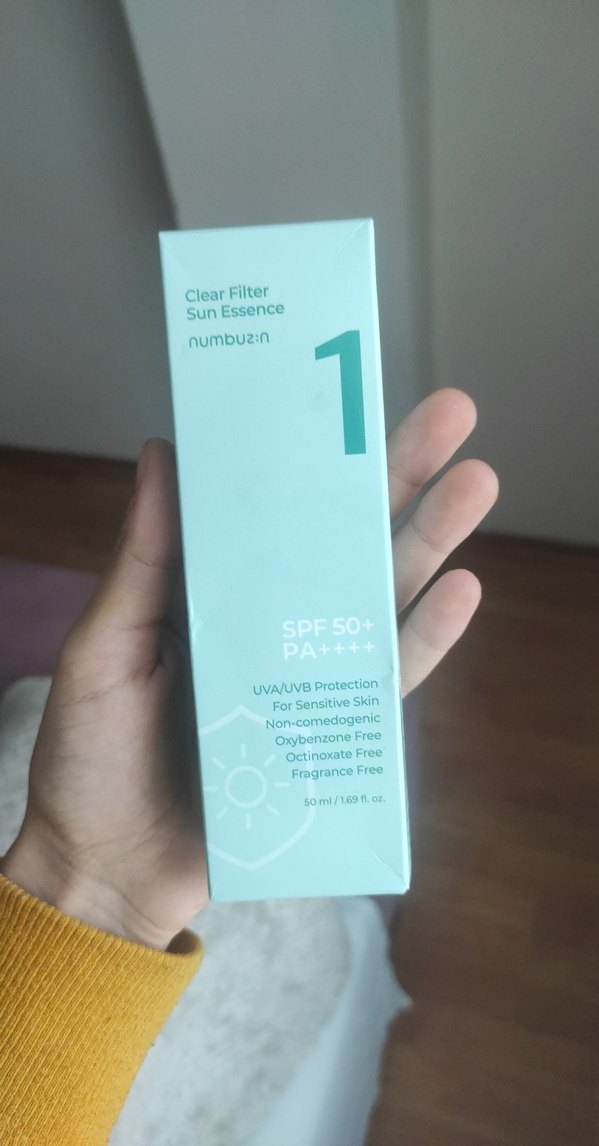 Clear Filter
Sun Essence
numbuz:n
1
SPF 50+
PA++++
UVA/UVB Protection
For Sensitive Skin
Non-comedogenic
Oxybenzone Free
Octinoxate Free
Fragrance Free
50 ml / 1.69 fl. oz.